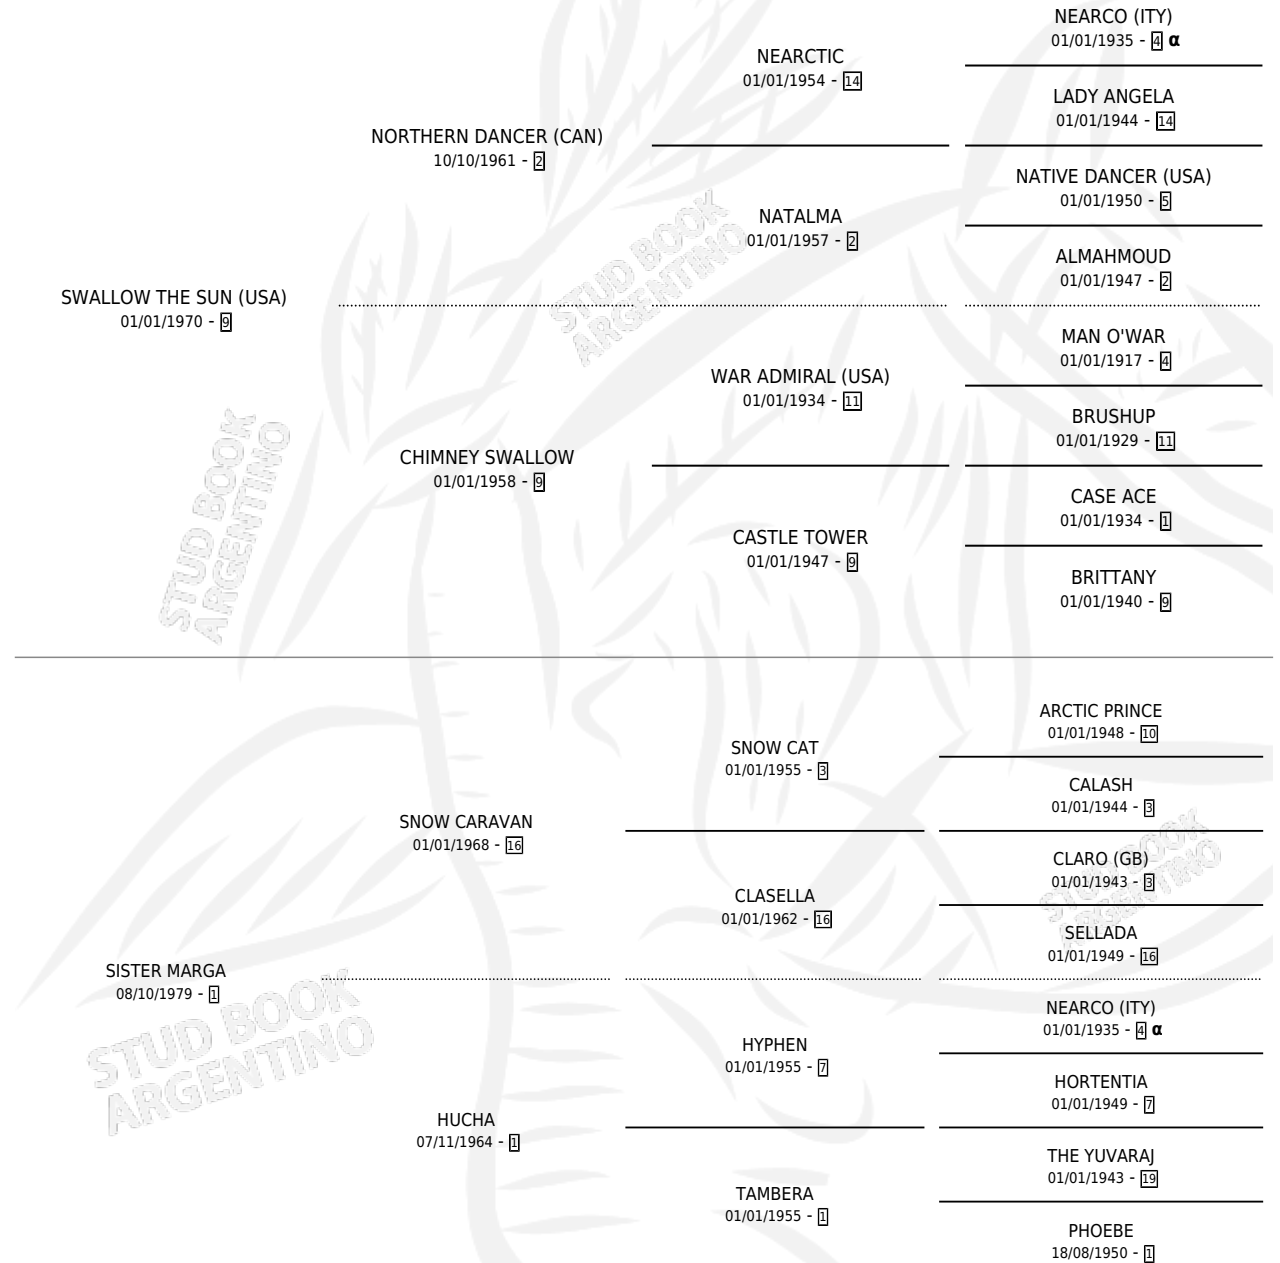 NEARCO (ITY)
01/01/1935 - 4 α
NEARCTIC
01/01/1954 - 14
LADY ANGELA
01/01/1944 - 14
NORTHERN DANCER (CAN)
10/10/1961 - 2
NATIVE DANCER (USA)
01/01/1950 - 5
NATALMA
01/01/1957 - 2
ALMAHMOUD
01/01/1947 - 2
SWALLOW THE SUN (USA)
01/01/1970 - 9
MAN O'WAR
01/01/1917 - 4
WAR ADMIRAL (USA)
01/01/1934 - 11
BRUSHUP
01/01/1929 - 11
CHIMNEY SWALLOW
01/01/1958 - 9
CASE ACE
01/01/1934 - 1
CASTLE TOWER
01/01/1947 - 9
BRITTANY
01/01/1940 - 9
ARCTIC PRINCE
01/01/1948 - 10
SNOW CAT
01/01/1955 - 3
CALASH
01/01/1944 - 3
SNOW CARAVAN
01/01/1968 - 16
CLARO (GB)
01/01/1943 - 3
CLASELLA
01/01/1962 - 16
SELLADA
01/01/1949 - 16
SISTER MARGA
08/10/1979 - 1
NEARCO (ITY)
01/01/1935 - 4 α
HYPHEN
01/01/1955 - 7
HORTENTIA
01/01/1949 - 7
HUCHA
07/11/1964 - 1
THE YUVARAJ
01/01/1943 - 19
TAMBERA
01/01/1955 - 1
PHOEBE
18/08/1950 - 1
STUD BOOK
ARGENTINO
STUD BOOK
ARGENTINO
STUD BOOK
ARGENTINO
STUD BOOK
ARGENTINO